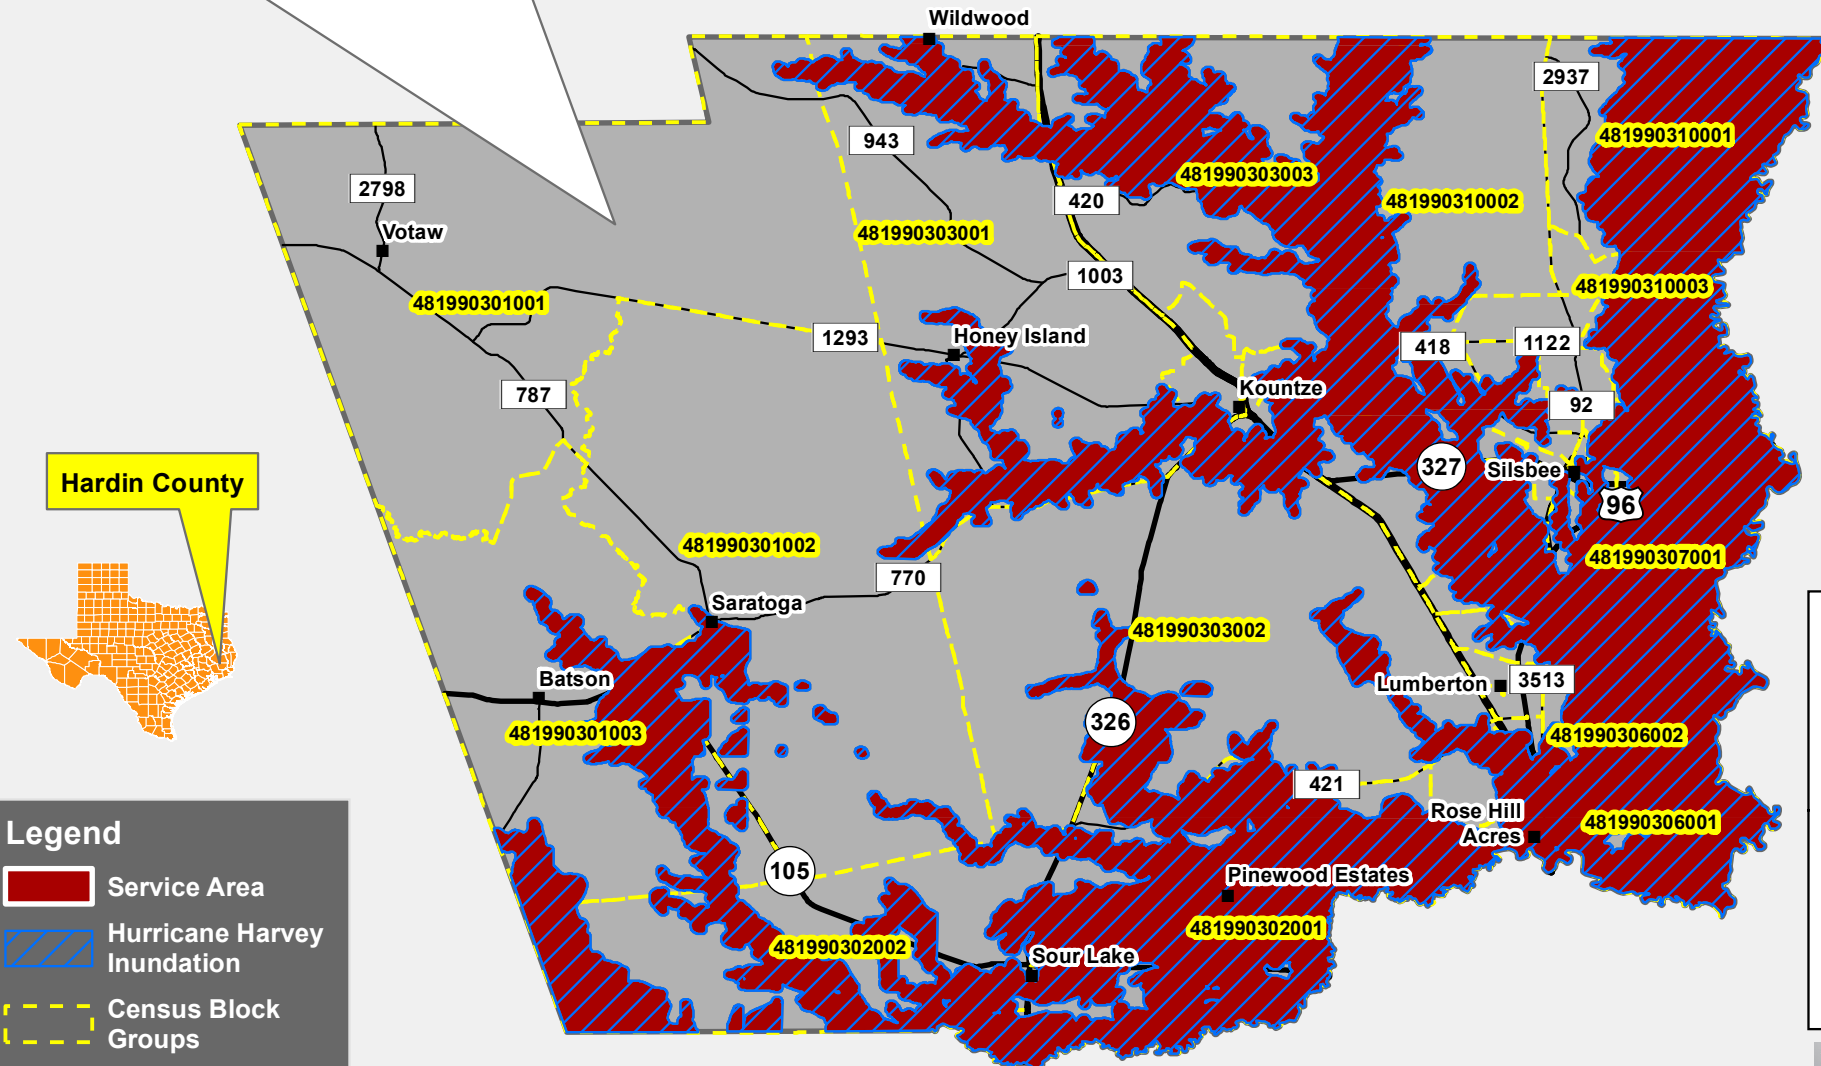 Wildwood
2937
481990310001
943
2798
481990303003
420
481990310002
Votaw
481990303001
1003
481990310003
481990301001
1293
Honey Island
418
1122
787
Kountze
92
327
Silsbee
Hardin County
96
481990301002
481990307001
770
Saratoga
481990303002
Batson
Lumberton
3513
326
481990301003
481990306002
421
Rose Hill
Acres
481990306001
105
Pinewood Estates
481990302001
481990302002
Sour Lake
Legend
Service Area
Hurricane Harvey
Inundation
Census Block
Groups